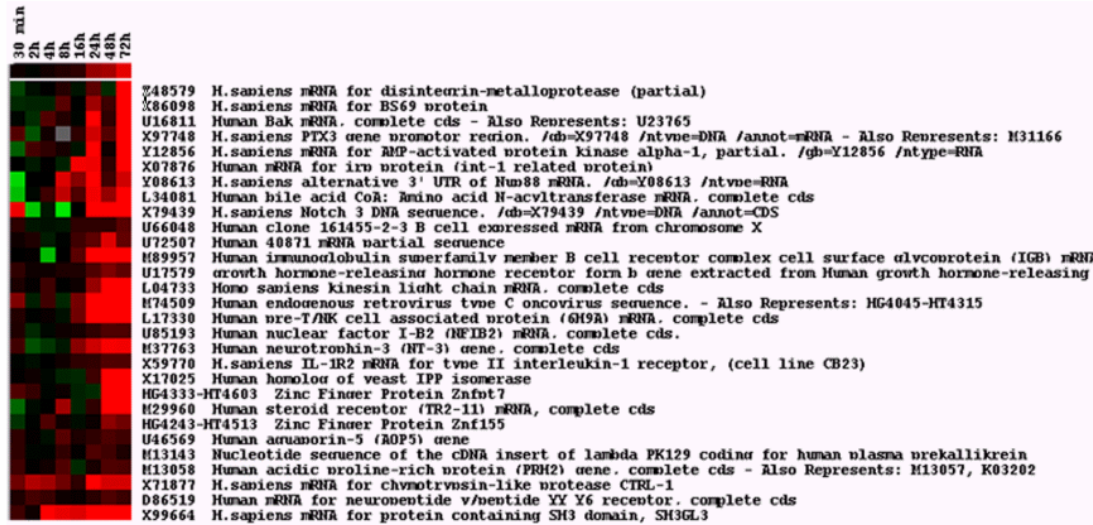 30 min
2h
4h
8h
16h
24h
48h
72h
Z48579 H.sapiens mRNA for disintegrin-metalloprotease (partial)
X86098 H.sapiens mRNA for BS69 protein
U16811 Human Bak mRNA, complete cds - Also Represents: U23765
X97748 H.sapiens PTX3 gene promotor region. /gb=X97748 /ntype=DNA /annot=mRNA - Also Represents: M31166
Y12856 H.sapiens mRNA for AMP-activated protein kinase alpha-1, partial. /gb=Y12856 /ntype=RNA
X07876 Human mRNA for irp protein (int-1 related protein)
Y08613 H.sapiens alternative 3' UTR of Nup88 mRNA. /gb=Y08613 /ntype=RNA
L34081 Human bile acid CoA: Amino acid N-acyltransferase mRNA, complete cds
X79439 H.sapiens Notch 3 DNA sequence. /gb=X79439 /ntype=DNA /annot=CDS
U66048 Human clone 161455-2-3 B cell expressed mRNA from chromosome X
U72507 Human 40871 mRNA partial sequence
M89957 Human immunoglobulin superfamily member B cell receptor complex cell surface glycoprotein (IGB) mRNA
U17579 growth hormone-releasing hormone receptor form b gene extracted from Human growth hormone-releasing
L04733 Homo sapiens kinesin light chain mRNA, complete cds
M74509 Human endogenous retrovirus type C oncovirus sequence. - Also Represents: HG4045-HT4315
L17330 Human pre-T/NK cell associated protein (6H9A) mRNA, complete cds
U85193 Human nuclear factor I-B2 (NFIB2) mRNA, complete cds.
M37763 Human neurotrophin-3 (NT-3) gene, complete cds
X59770 H.sapiens IL-1R2 mRNA for type II interleukin-1 receptor, (cell line CB23)
X17025 Human homolog of yeast IPP isomerase
HG4333-HT4603 Zinc Finger Protein Znfpt7
M29960 Human steroid receptor (TR2-11) mRNA, complete cds
HG4243-HT4513 Zinc Finger Protein Znf155
U46569 Human aquaporin-5 (AQP5) gene
M13143 Nucleotide sequence of the cDNA insert of lambda PK129 coding for human plasma prekallikrein
M13058 Human acidic proline-rich protein (PRH2) gene, complete cds - Also Represents: M13057, K03202
X71877 H.sapiens mRNA for chymotrypsin-like protease CTRL-1
D86519 Human mRNA for neuropeptide y/peptide YY Y6 receptor, complete cds
X99664 H.sapiens mRNA for protein containing SH3 domain, SH3GL3